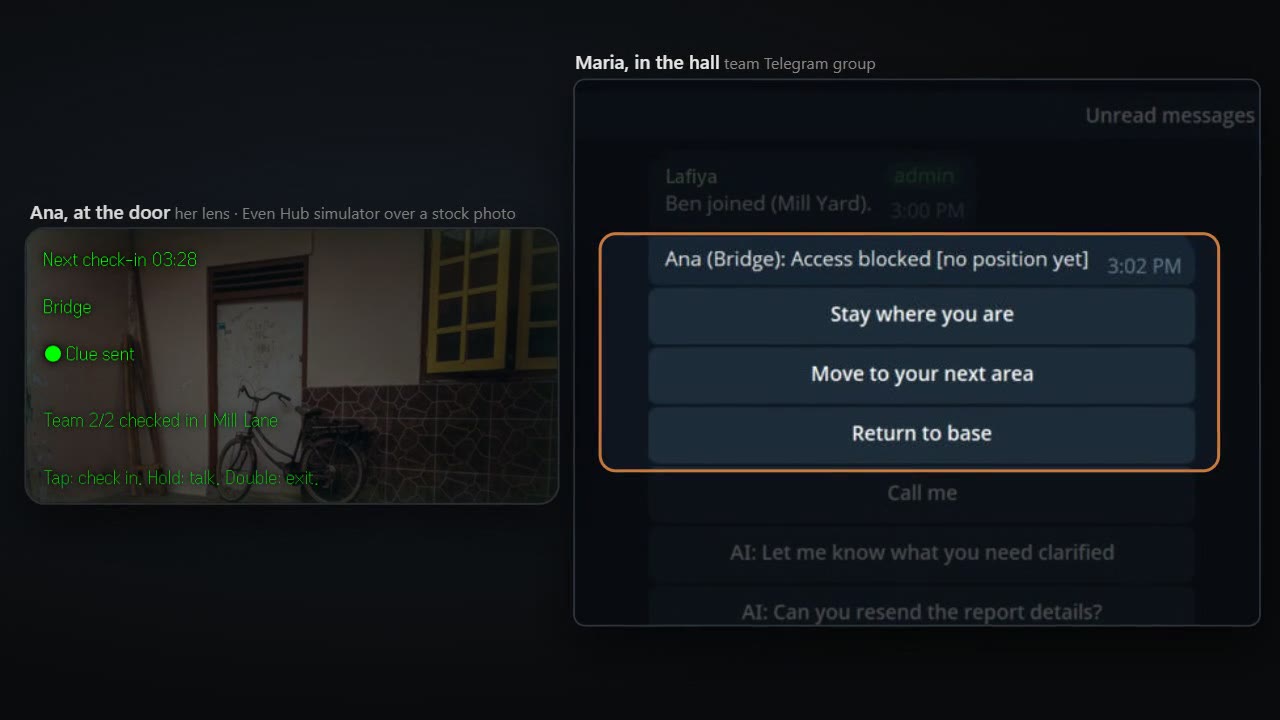 Maria, in the hall team Telegram group
Unread messages
Lafiya admin
Ben joined (Mill Yard). 3:00 PM
Ana (Bridge): Access blocked [no position yet] 3:02 PM
Stay where you are
Move to your next area
Return to base
Call me
AI: Let me know what you need clarified
AI: Can you resend the report details?
Ana, at the door her lens · Even Hub simulator over a stock photo
Next check-in 03:28
Bridge
Clue sent
Team 2/2 checked in | Mill Lane
Tap: check in. Hold: talk. Double: exit.